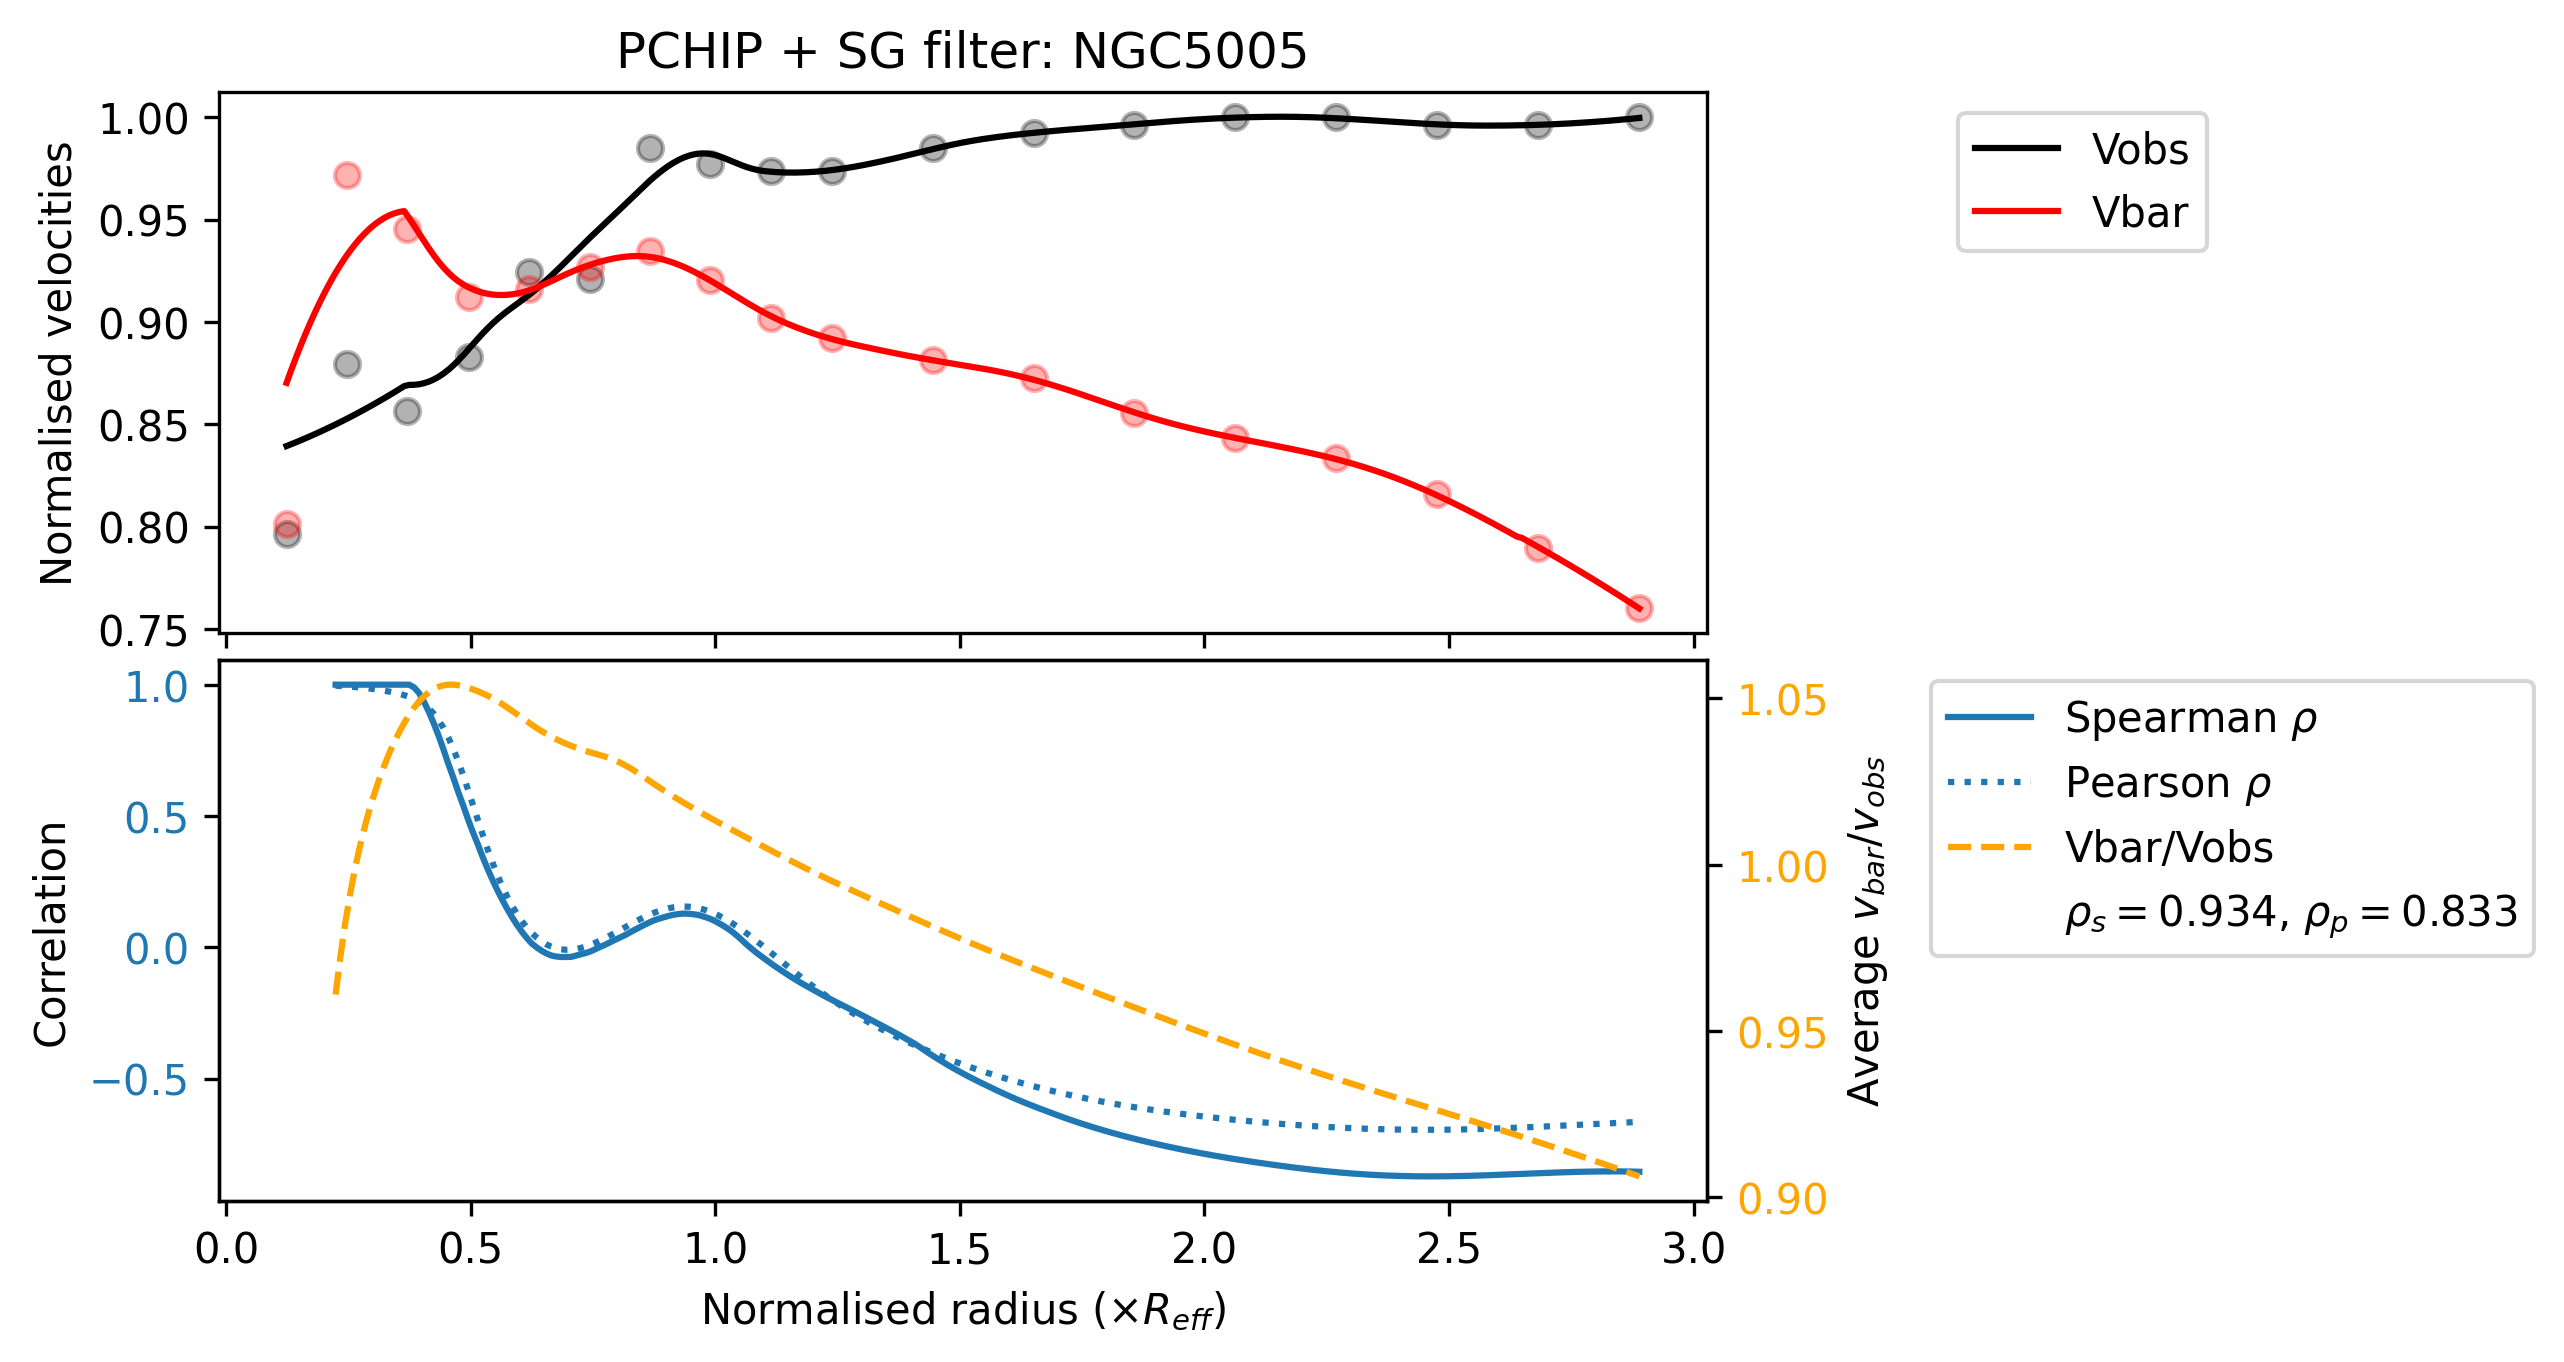 PCHIP + SG filter: NGC5005
Normalised velocities
1.00
0.95
0.90
0.85
0.80
0.75
Vobs
Vbar
Correlation
1.0
0.5
0.0
−0.5
1.05
1.00
0.95
0.90
Average v_bar/v_obs
Spearman ρ
Pearson ρ
Vbar/Vobs
ρ_s = 0.934, ρ_p = 0.833
0.0 0.5 1.0 1.5 2.0 2.5 3.0
Normalised radius (×R_eff)